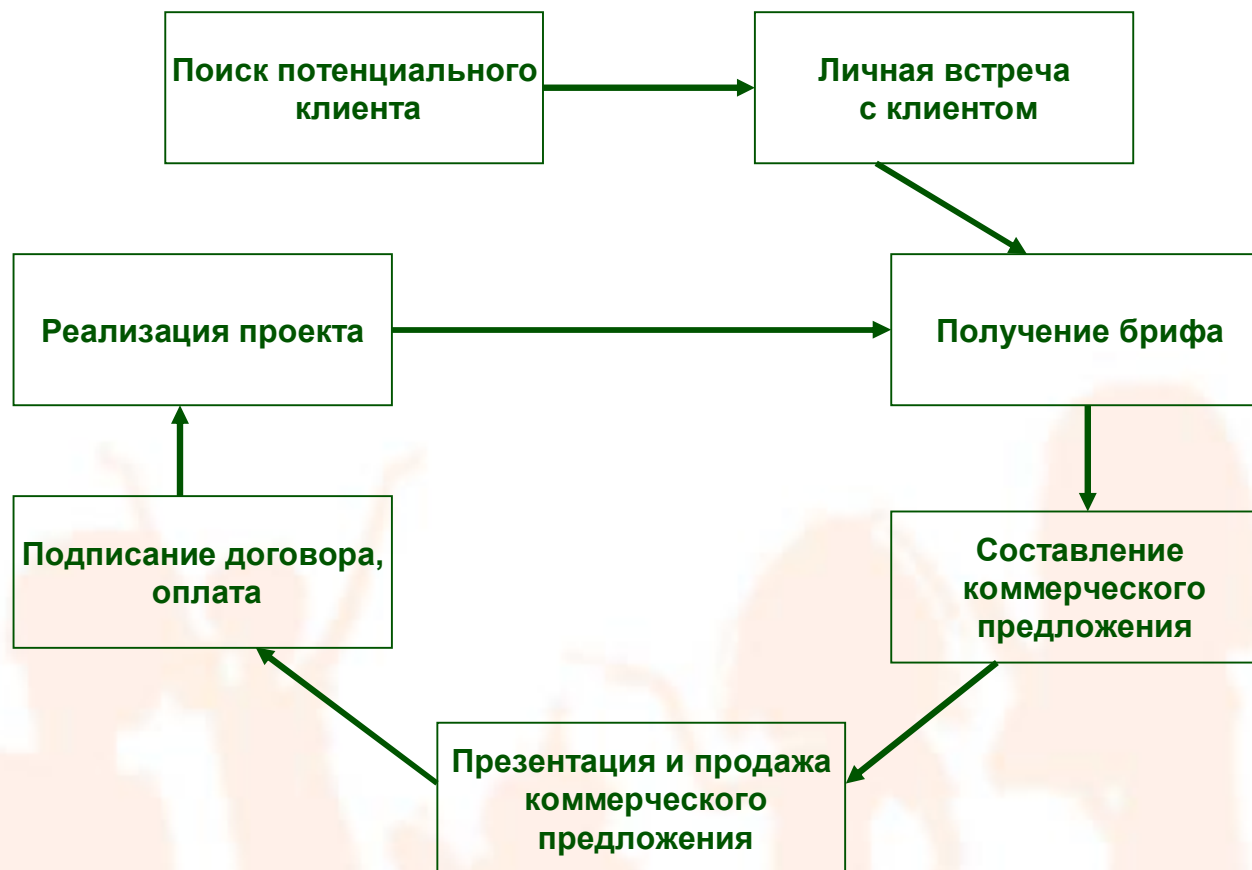 Поиск потенциального
клиента
Личная встреча
с клиентом
Реализация проекта
Получение брифа
Подписание договора,
оплата
Составление
коммерческого
предложения
Презентация и продажа
коммерческого
предложения